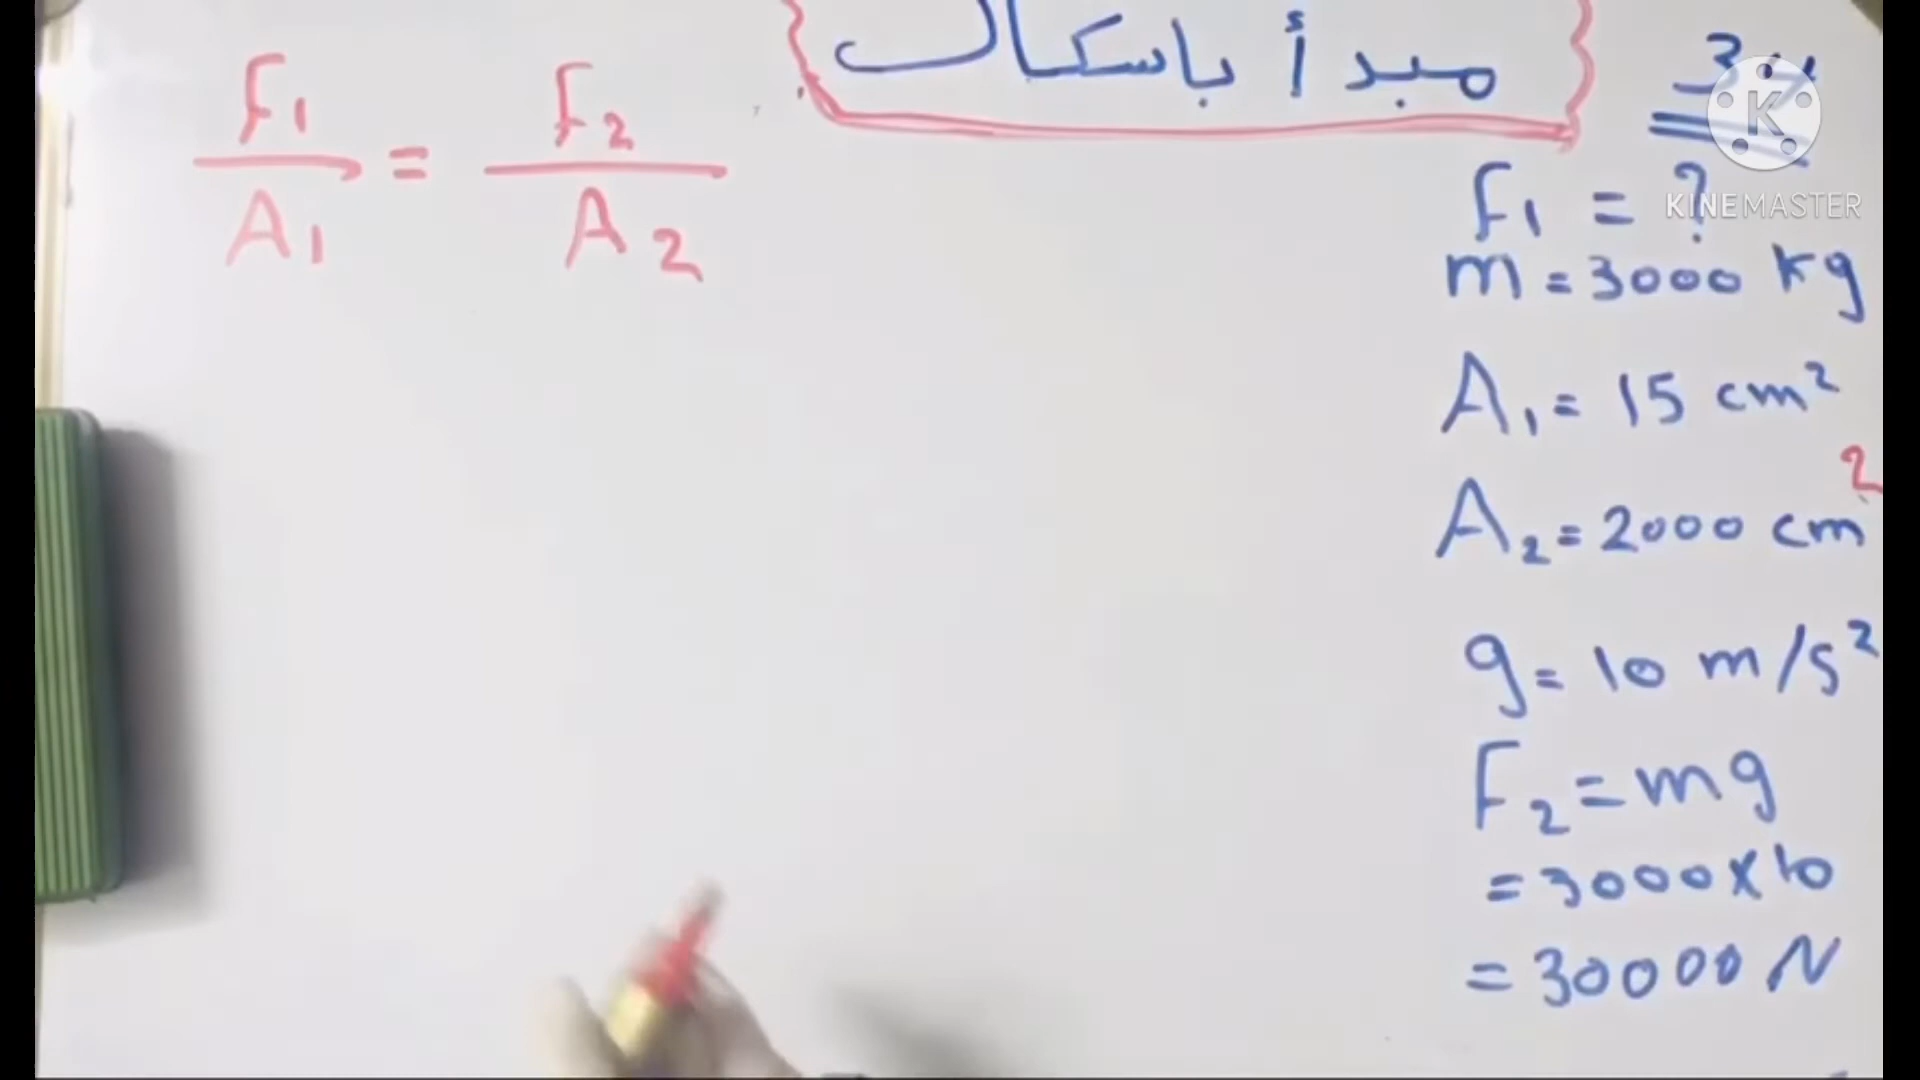 مبدأ باسكال
F1/A1 = F2/A2
F1 = ?
KINEMASTER
m = 3000 kg
A1 = 15 cm²
A2 = 2000 cm²
g = 10 m/s²
F2 = mg
= 3000 x 10
= 30000 N